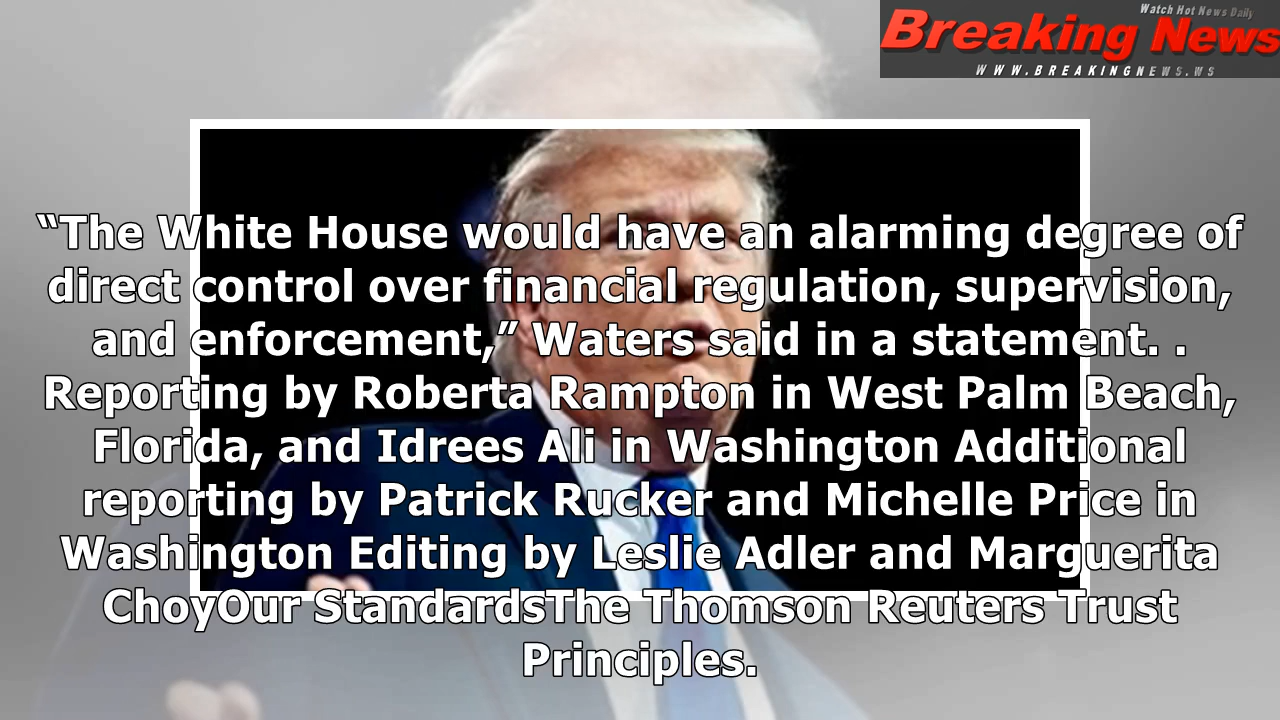 Watch Hot News Daily
Breaking News
WWW.BREAKINGNEWS.WS
“The White House would have an alarming degree of
direct control over financial regulation, supervision,
and enforcement,” Waters said in a statement. .
Reporting by Roberta Rampton in West Palm Beach,
Florida, and Idrees Ali in Washington Additional
reporting by Patrick Rucker and Michelle Price in
Washington Editing by Leslie Adler and Marguerita
ChoyOur StandardsThe Thomson Reuters Trust
Principles.